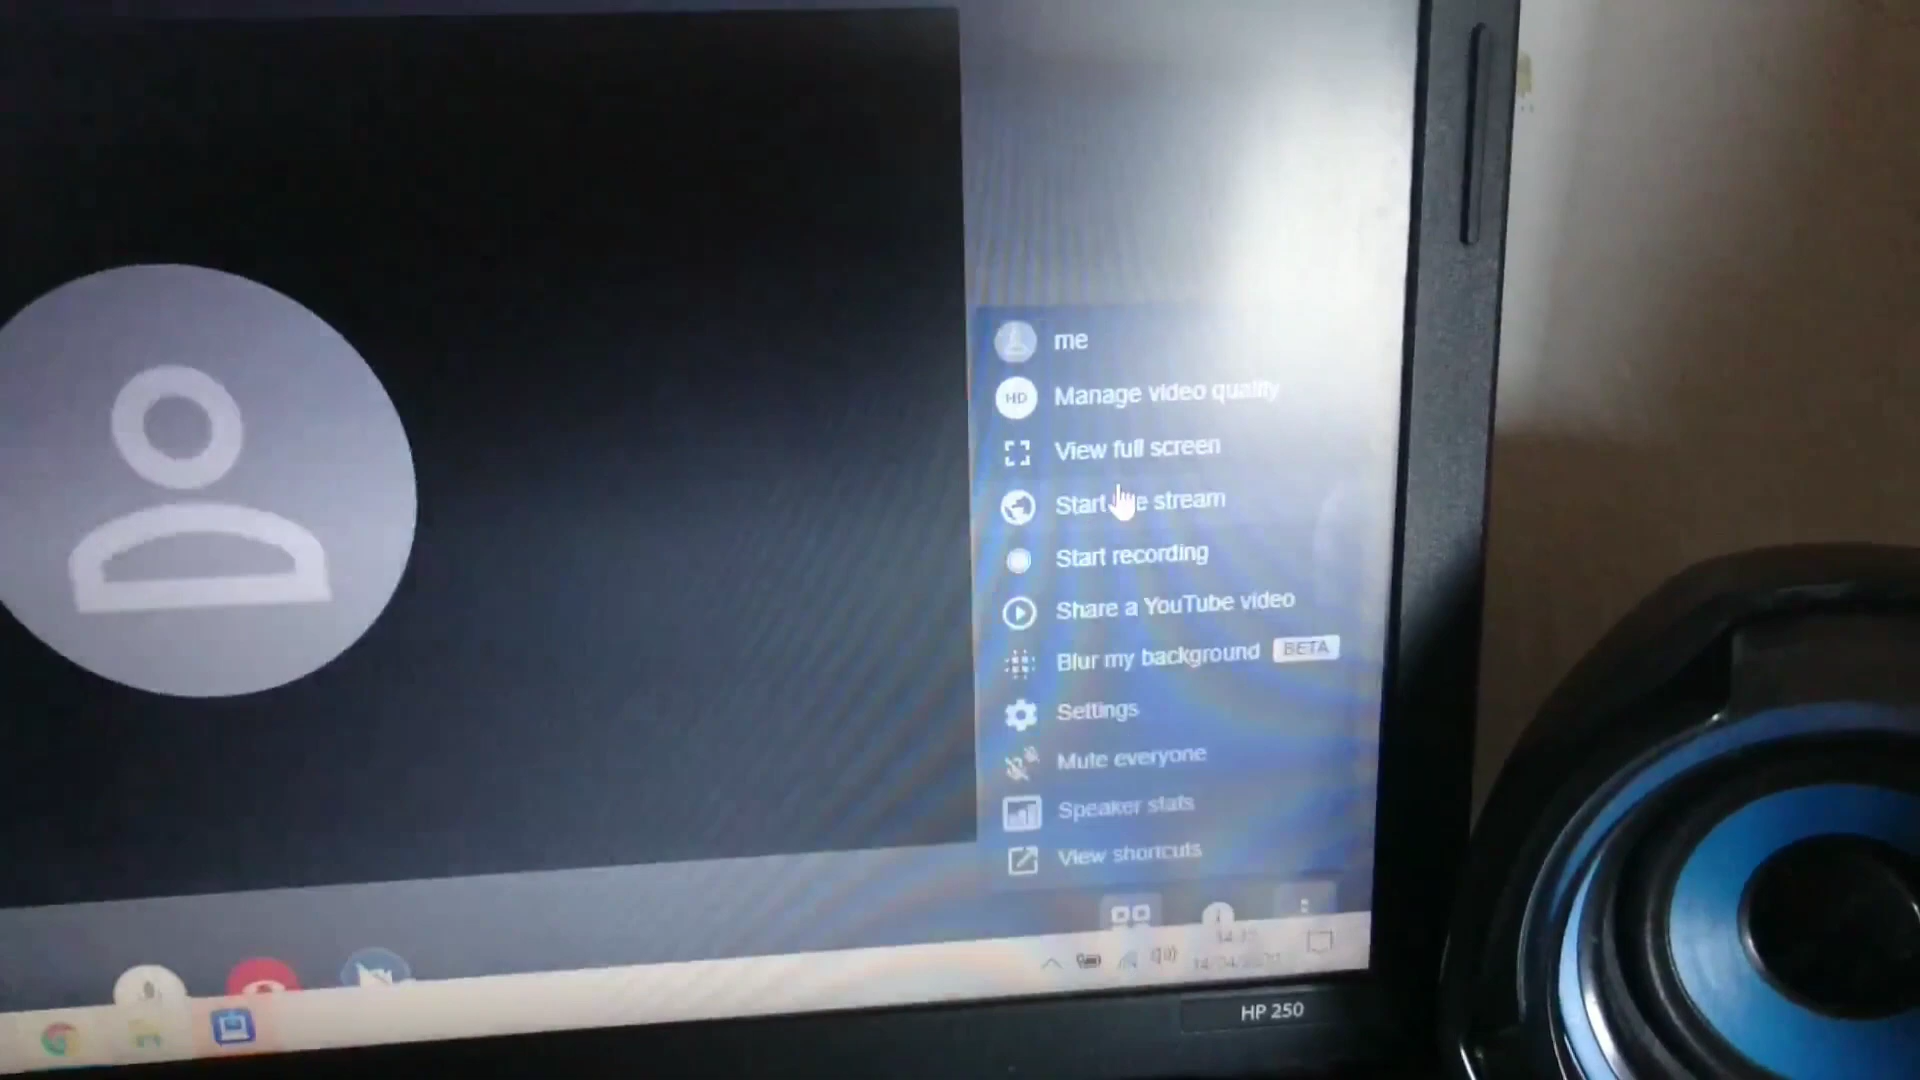 me
HD
Manage video quality
View full screen
Start stream
Start recording
Share a YouTube video
Blur my background BETA
Settings
Mute everyone
Speaker stats
View shortcuts
HP 250